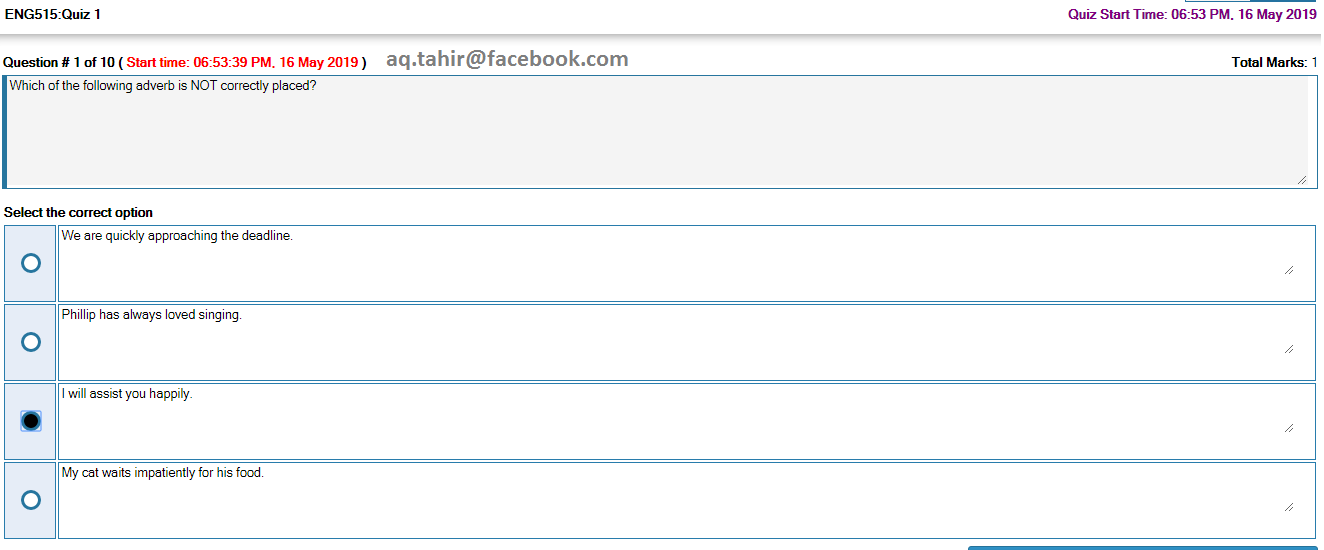 ENG515:Quiz 1
Quiz Start Time: 06:53 PM, 16 May 2019
Question # 1 of 10 ( Start time: 06:53:39 PM, 16 May 2019 )
aq.tahir@facebook.com
Total Marks: 1
Which of the following adverb is NOT correctly placed?
Select the correct option
We are quickly approaching the deadline.
Phillip has always loved singing.
I will assist you happily.
My cat waits impatiently for his food.